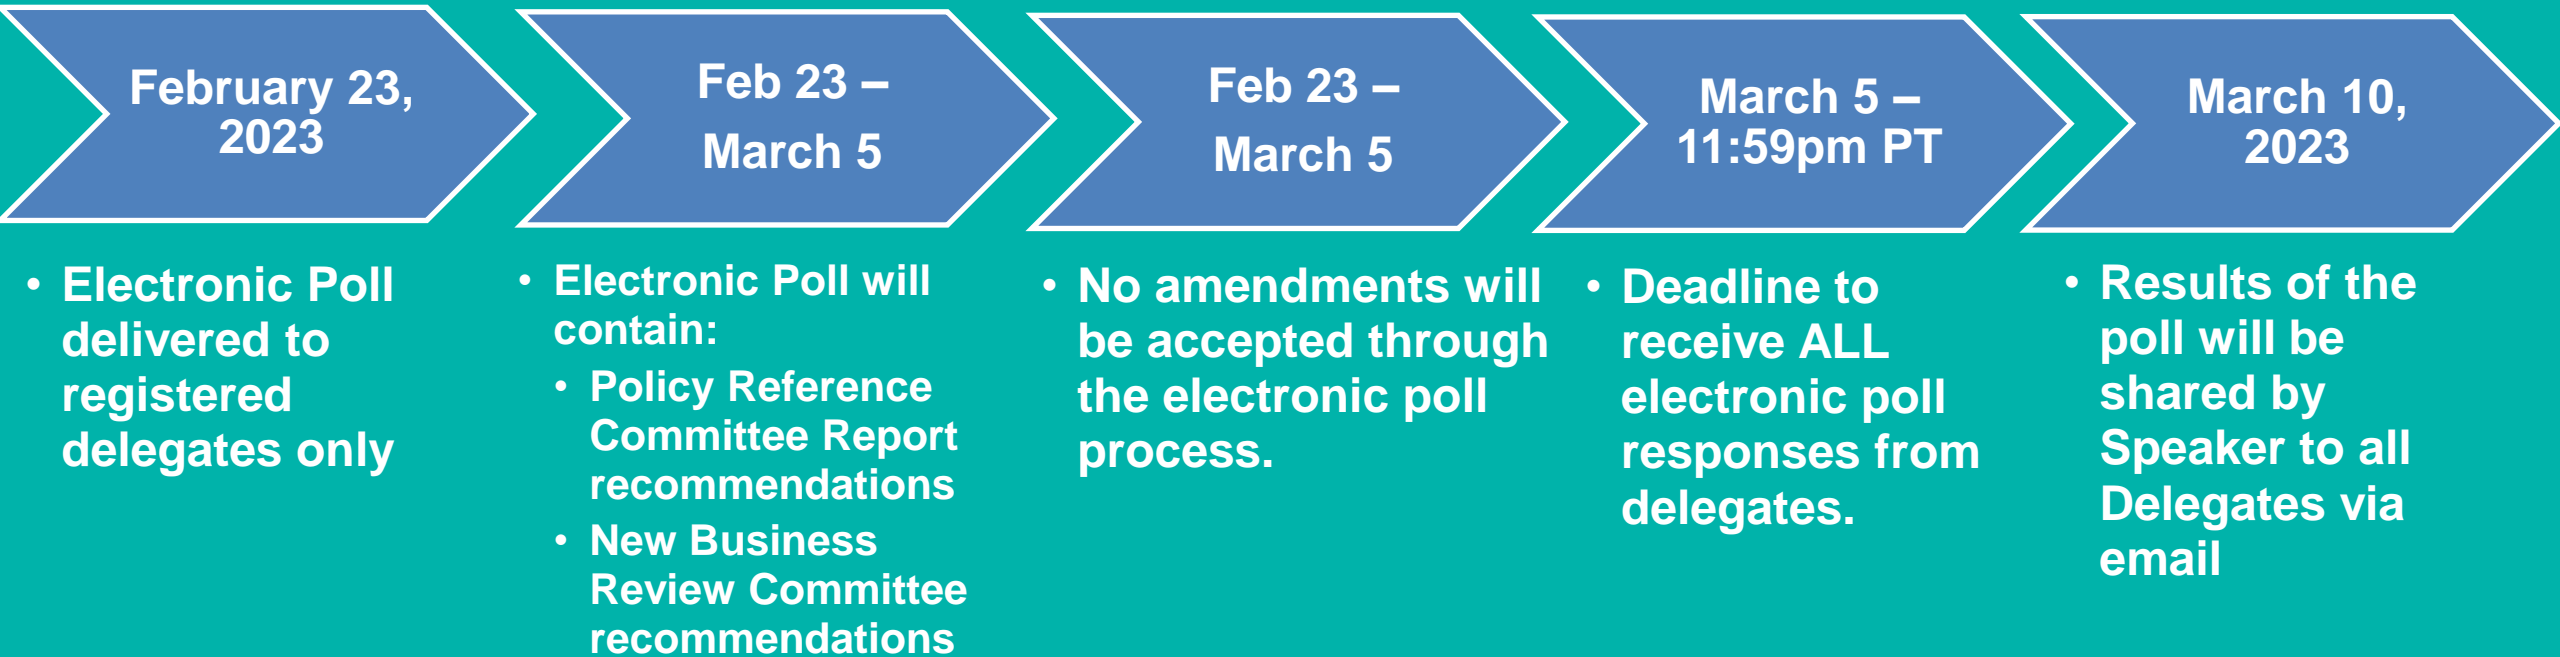 February 23,
2023
• Electronic Poll
delivered to
registered
delegates only
Feb 23 –
March 5
• Electronic Poll will
contain:
• Policy Reference
Committee Report
recommendations
• New Business
Review Committee
recommendations
Feb 23 –
March 5
• No amendments will
be accepted through
the electronic poll
process.
March 5 –
11:59pm PT
• Deadline to
receive ALL
electronic poll
responses from
delegates.
March 10,
2023
• Results of the
poll will be
shared by
Speaker to all
Delegates via
email